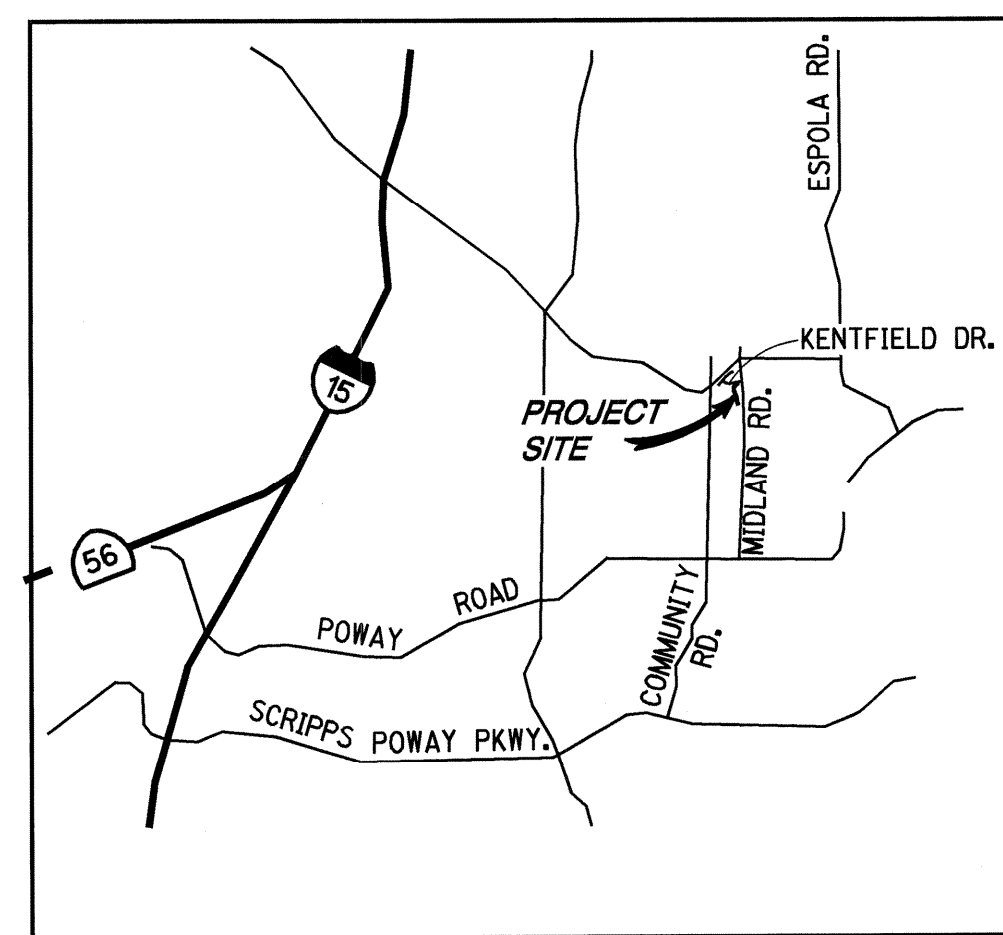 ESPOLA RD.
KENTFIELD DR.
15
PROJECT
SITE
MIDLAND RD.
56
POWAY ROAD
COMMUNITY
RD.
SCRIPPS POWAY PKWY.